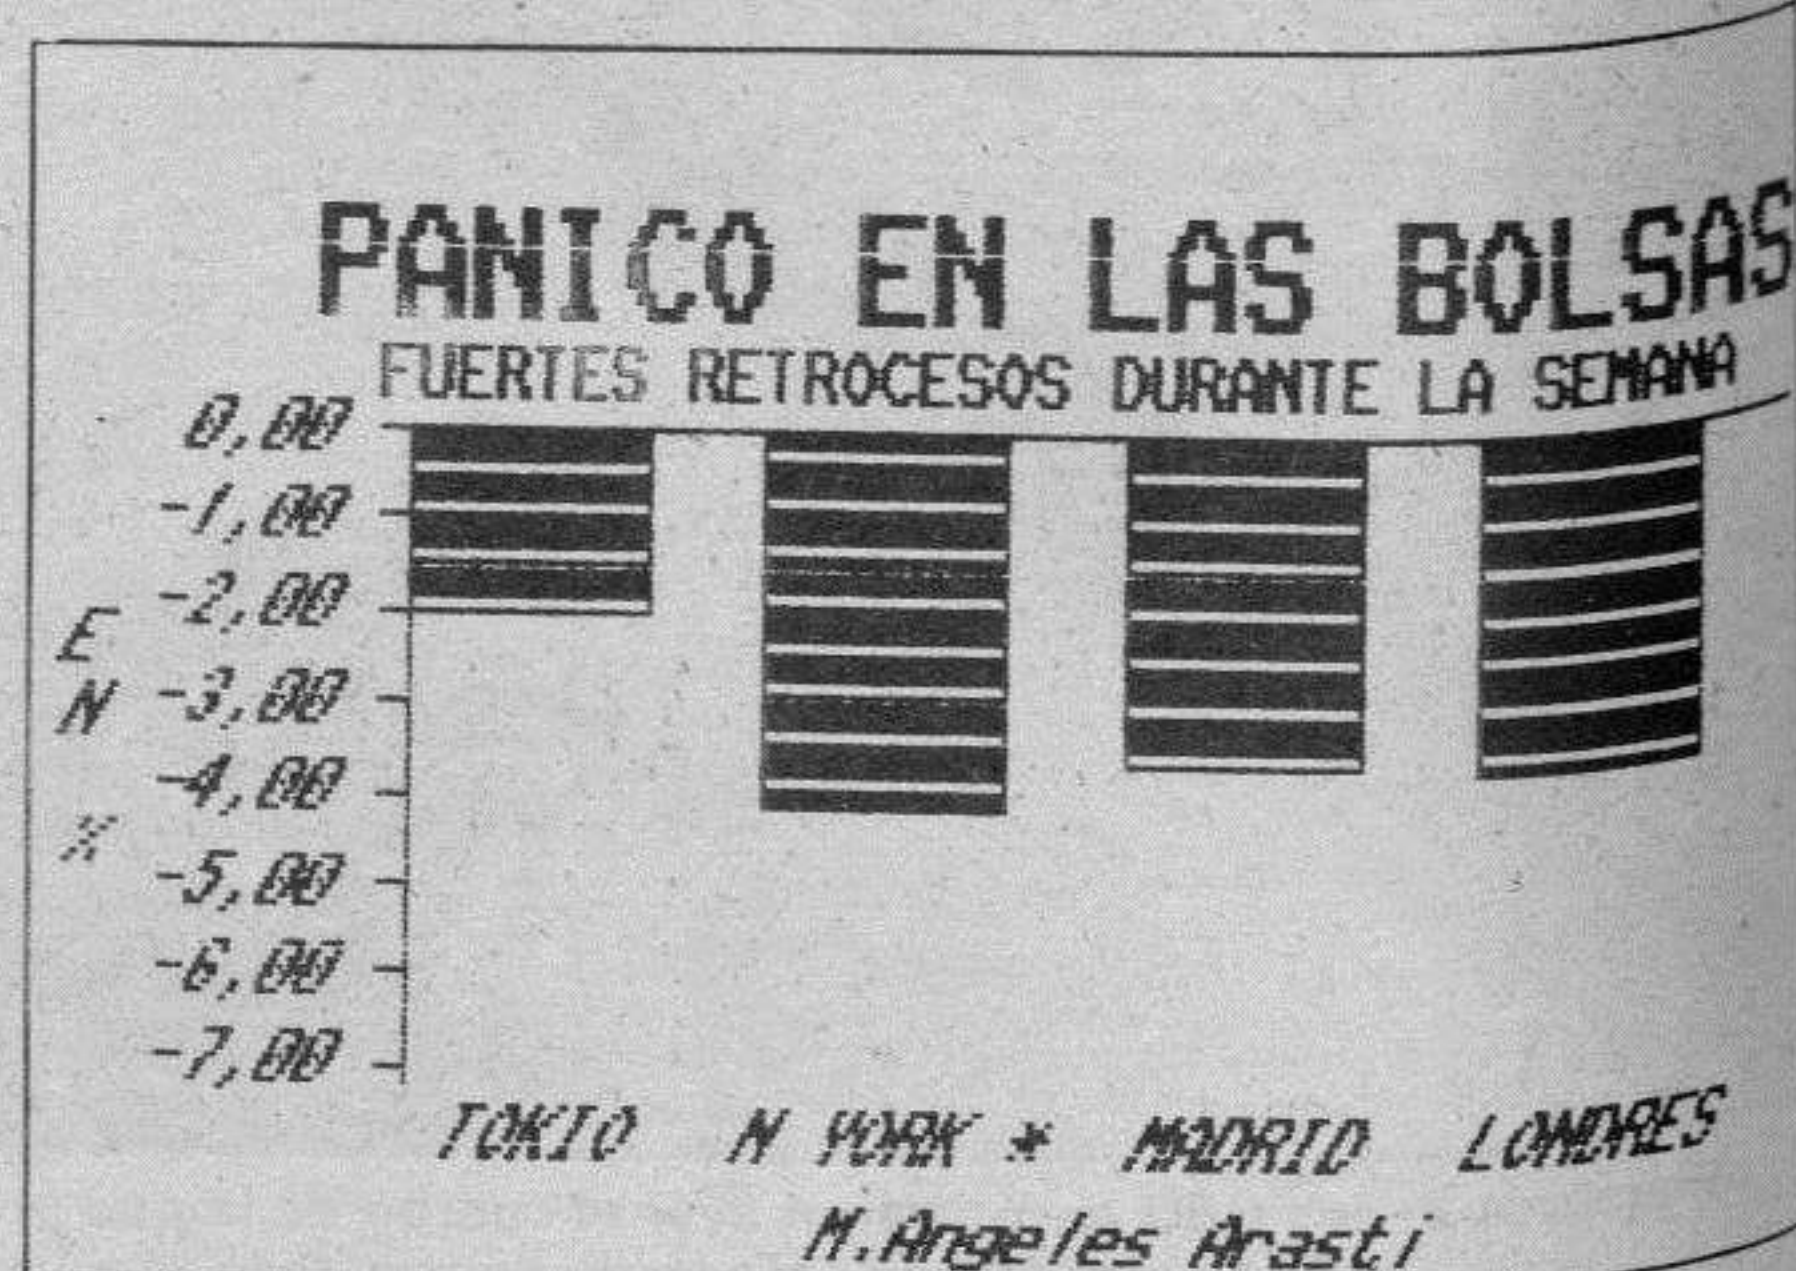 PANICO EN LAS BOLSAS
FUERTES RETROCESOS DURANTE LA SEMANA
0,00
-1,00
-2,00
-3,00
-4,00
-5,00
-6,00
-7,00
EN %
TOKIO N YORK * MADRID LONDRES
M.Angeles Arasti